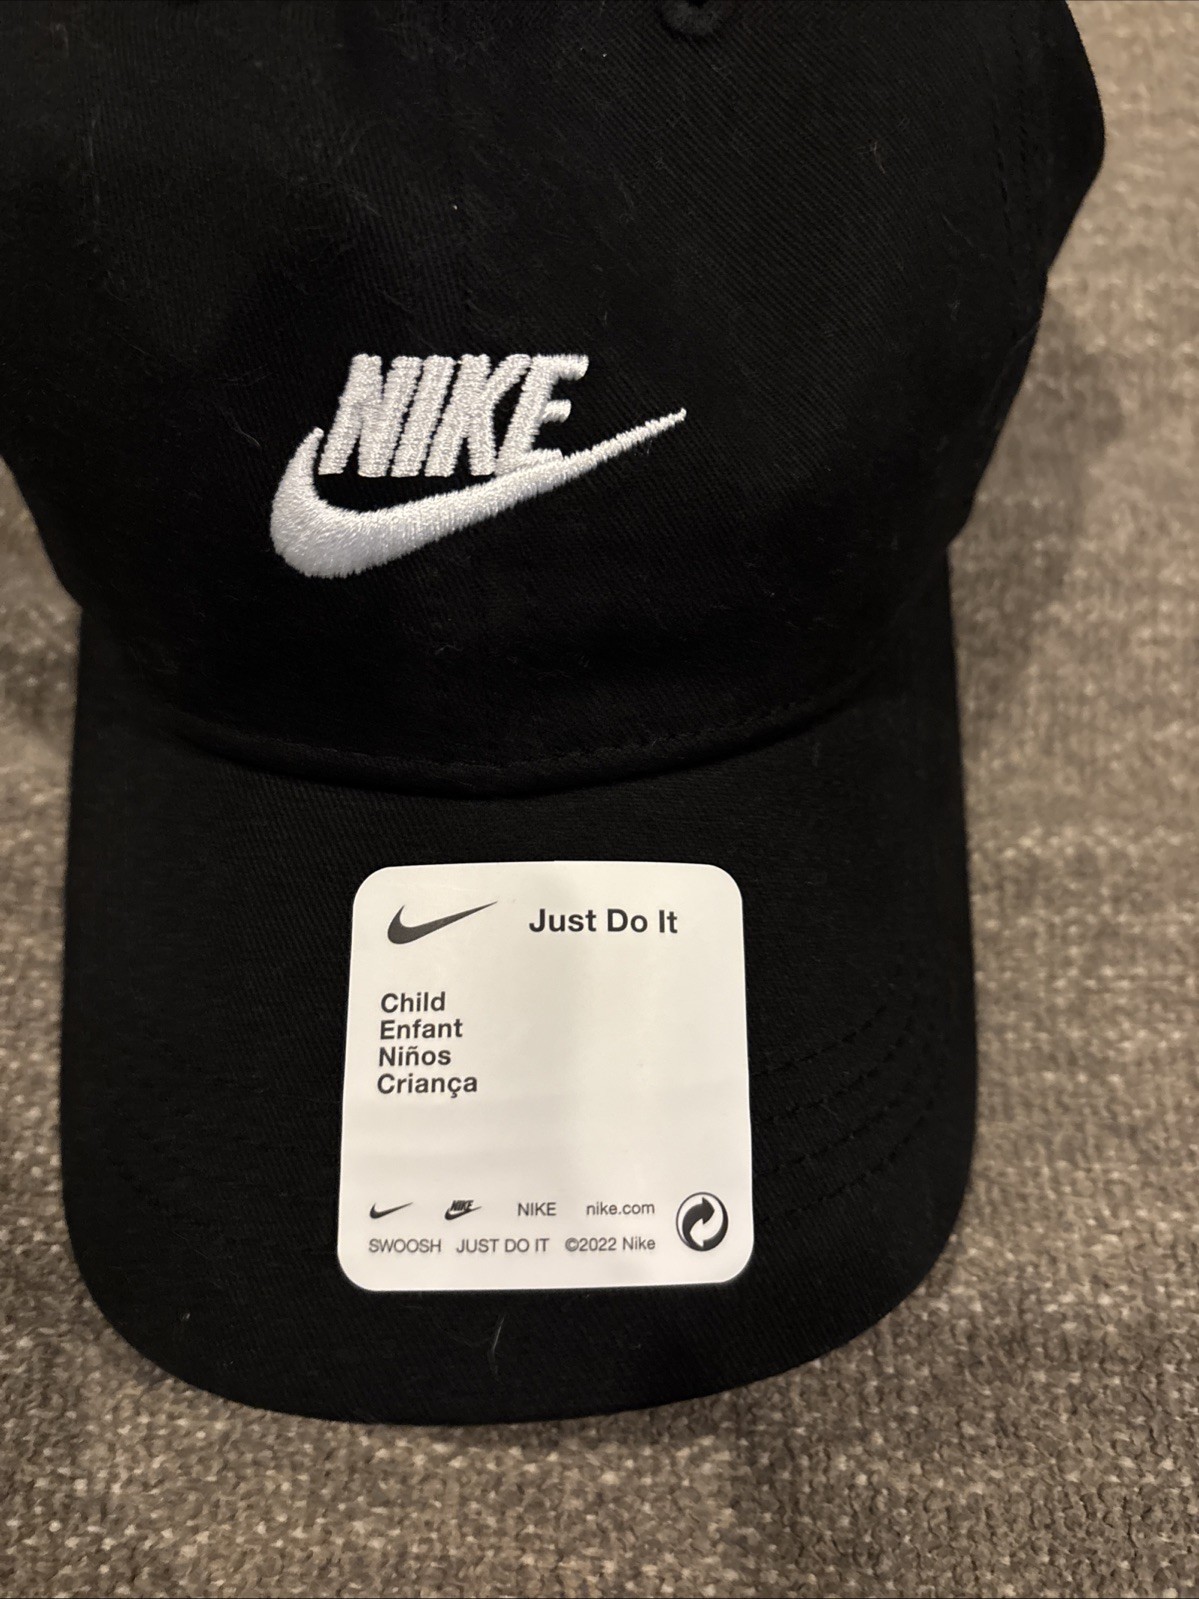 NIKE
Just Do It
Child
Enfant
Niños
Criança
NIKE NIKE nike.com
SWOOSH JUST DO IT ©2022 Nike